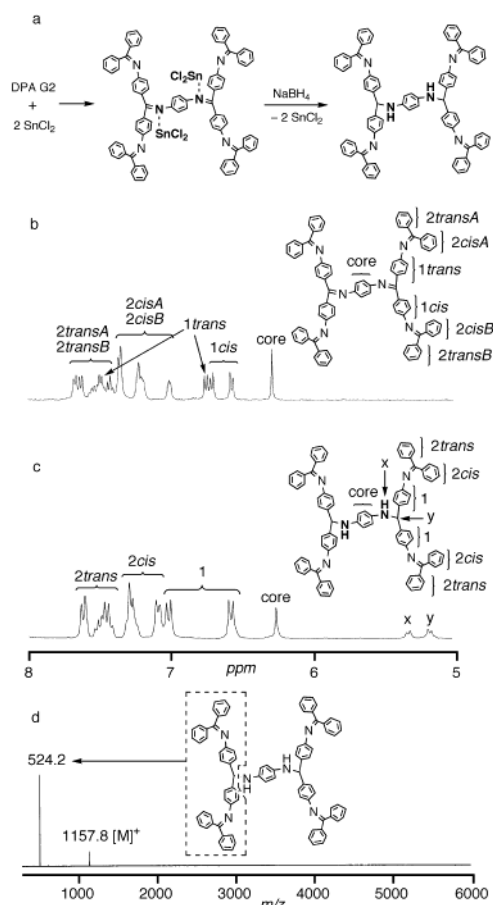 a
DPA G2
+
2 SnCl2
N
N
Cl2Sn
N
N
SnCl2
N
N
NaBH4
– 2 SnCl2
N
N
H
N
N
H
N
N
b
2transA
2cisA
1trans
core
N
N
N
N
N
N
1cis
2cisB
2transB
2cisA
2cisB
2transA
2transB
1trans
1cis
core
c
x
2trans
2cis
1
core
H
N
N
H
N
N
N
N
y
1
2cis
2trans
2trans
2cis
1
core
x
y
8
7
ppm
6
5
d
524.2
N
N
N
H
H
N
N
N
1157.8 [M]+
1000
2000
3000
4000
5000
6000
m/z